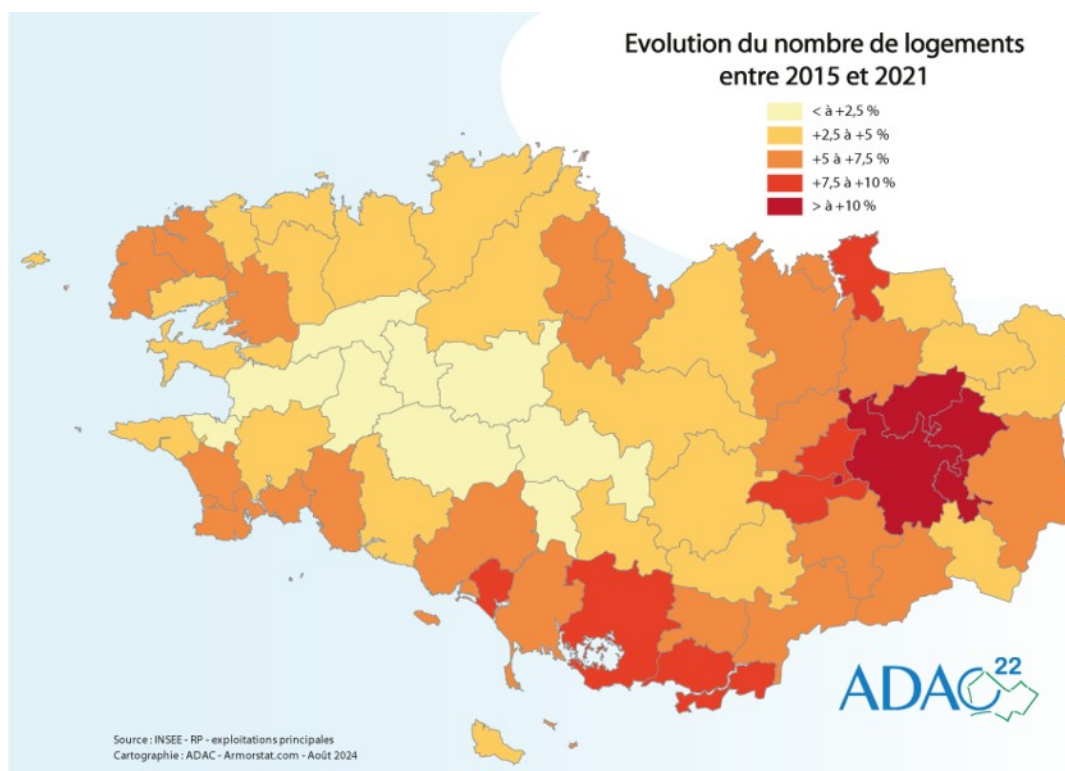 Evolution du nombre de logements
entre 2015 et 2021
< à +2,5 %
+2,5 à +5 %
+5 à +7,5 %
+7,5 à +10 %
> à +10 %
ADAC 22
Source : INSEE - RP - exploitations principales
Cartographie : ADAC - Armorstat.com - Août 2024